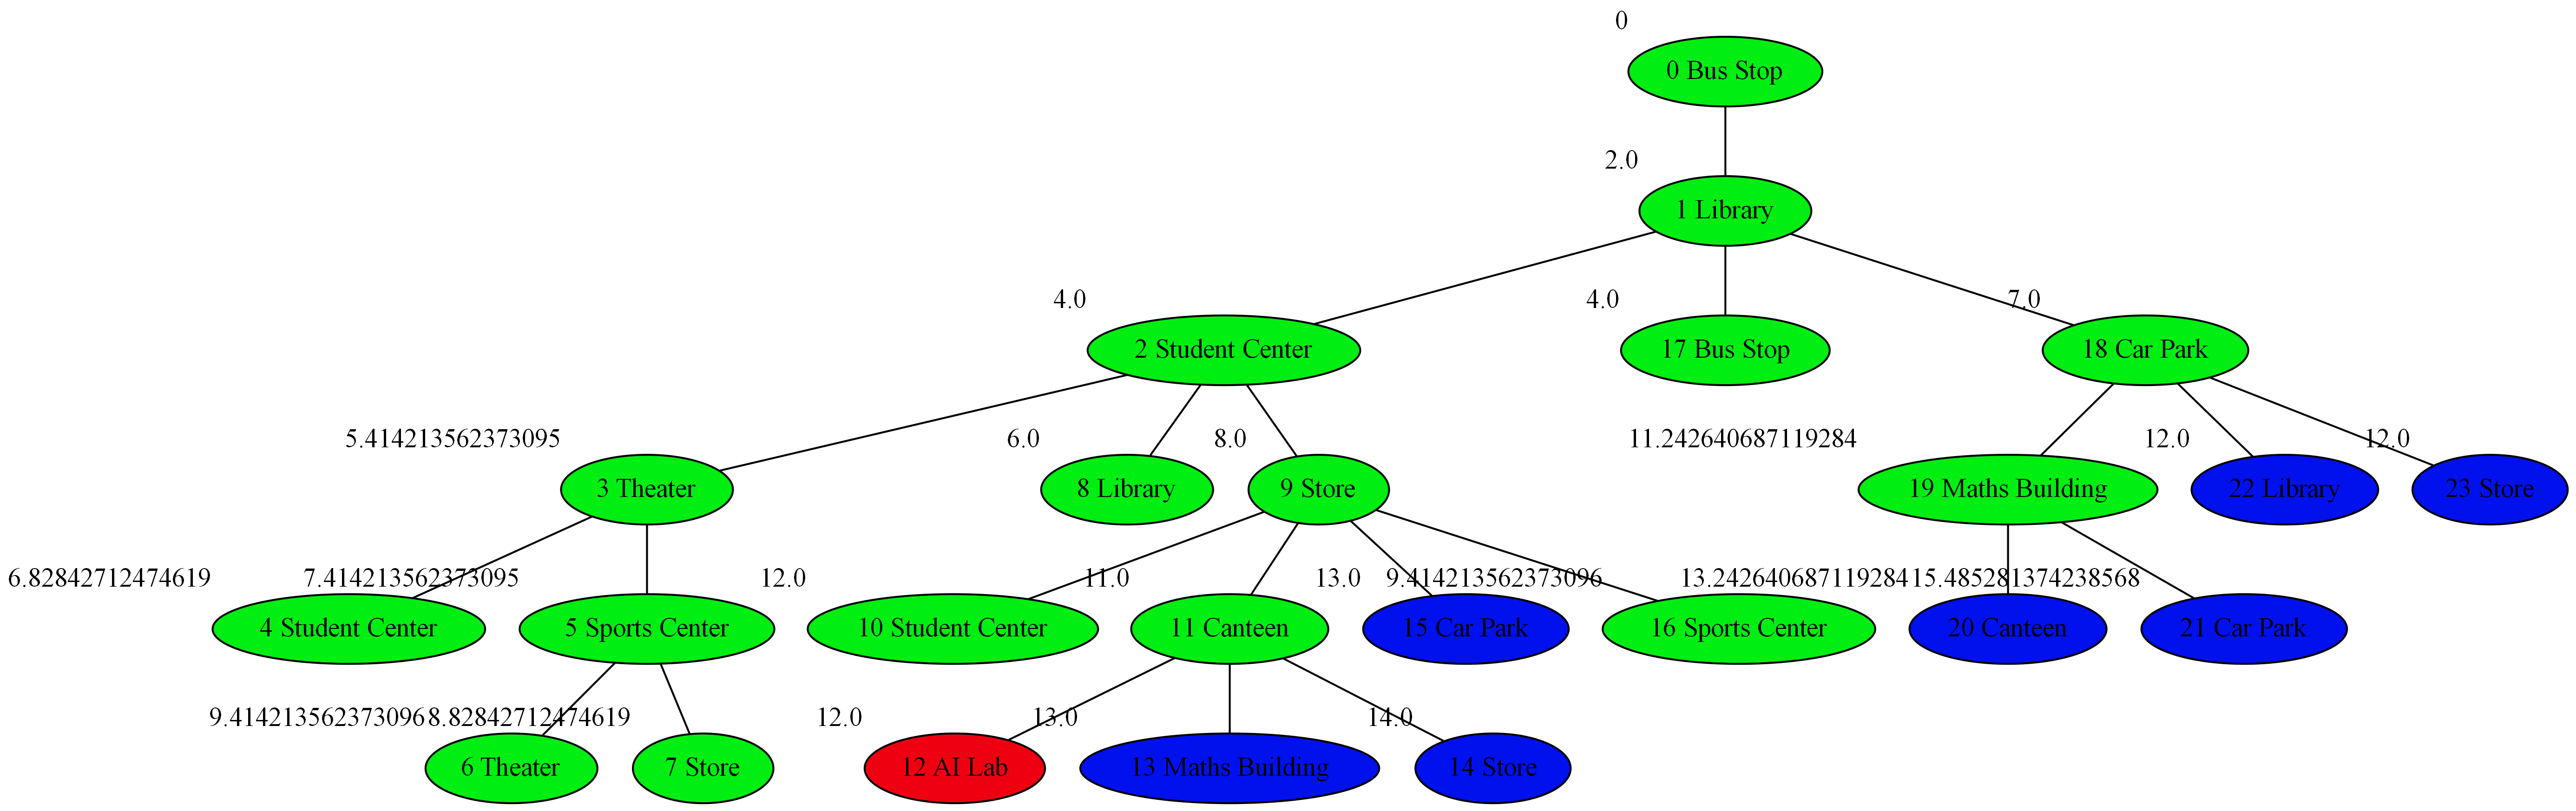 0
0 Bus Stop
2.0
1 Library
4.0
4.0
7.0
2 Student Center
17 Bus Stop
18 Car Park
5.414213562373095
6.0
8.0
11.242640687119284
12.0
12.0
3 Theater
8 Library
9 Store
19 Maths Building
22 Library
23 Store
6.82842712474619
7.414213562373095
12.0
11.0
13.0
9.414213562373096
13.242640687119284
15.485281374238568
4 Student Center
5 Sports Center
10 Student Center
11 Canteen
15 Car Park
16 Sports Center
20 Canteen
21 Car Park
9.414213562373096
8.82842712474619
12.0
13.0
14.0
6 Theater
7 Store
12 AI Lab
13 Maths Building
14 Store